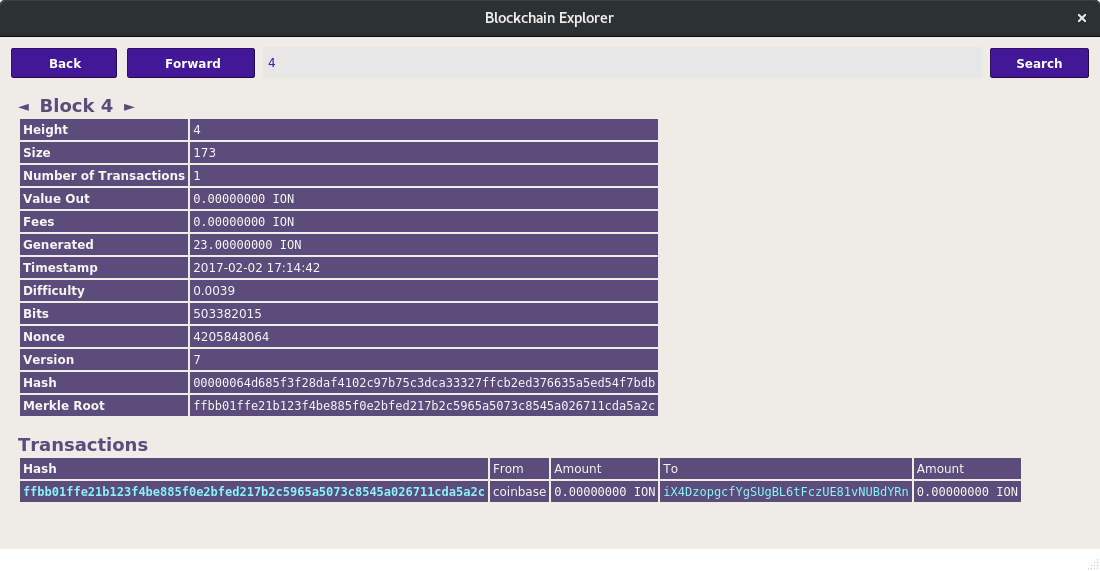 Blockchain Explorer ×
Back Forward 4 Search
◄ Block 4 ►
Height 4
Size 173
Number of Transactions 1
Value Out 0.00000000 ION
Fees 0.00000000 ION
Generated 23.00000000 ION
Timestamp 2017-02-02 17:14:42
Difficulty 0.0039
Bits 503382015
Nonce 4205848064
Version 7
Hash 00000064d685f3f28daf4102c97b75c3dca33327ffcb2ed376635a5ed54f7bdb
Merkle Root ffbb01ffe21b123f4be885f0e2bfed217b2c5965a5073c8545a026711cda5a2c
Transactions
Hash From Amount To Amount
ffbb01ffe21b123f4be885f0e2bfed217b2c5965a5073c8545a026711cda5a2c coinbase 0.00000000 ION iX4DzopgcfYgSUgBL6tFczUE81vNUBdYRn 0.00000000 ION